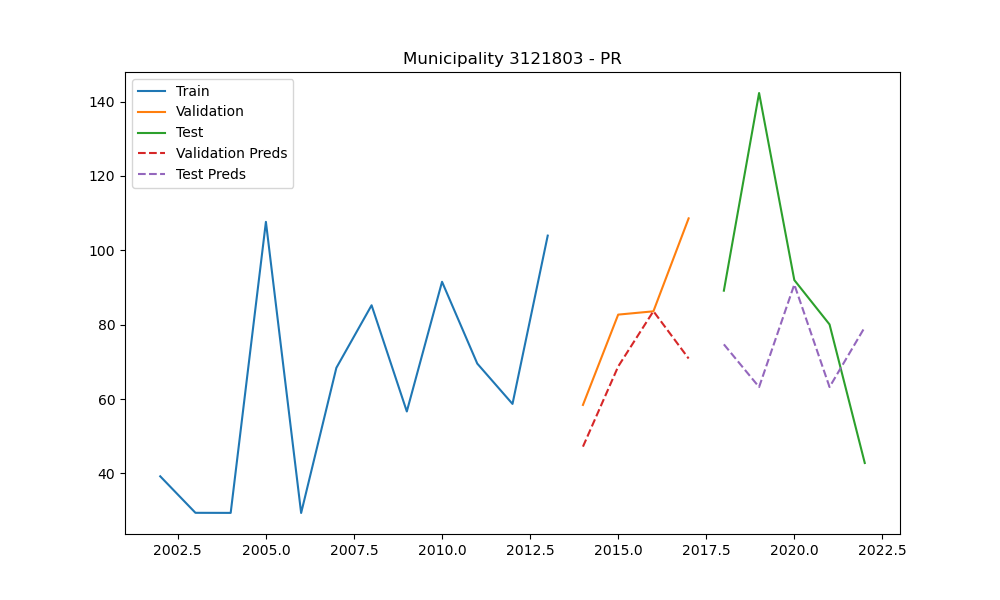 Municipality 3121803 - PR
Train
Validation
Test
Validation Preds
Test Preds
140
120
100
80
60
40
2002.5 2005.0 2007.5 2010.0 2012.5 2015.0 2017.5 2020.0 2022.5